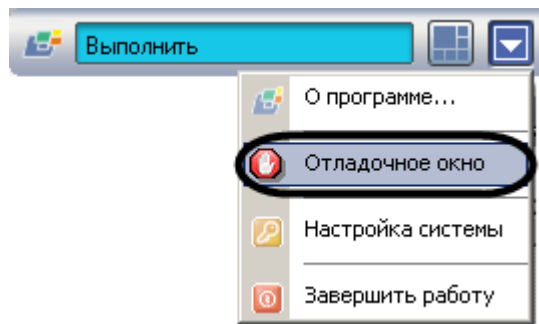 Выполнить
О программе...
Отладочное окно
Настройка системы
Завершить работу